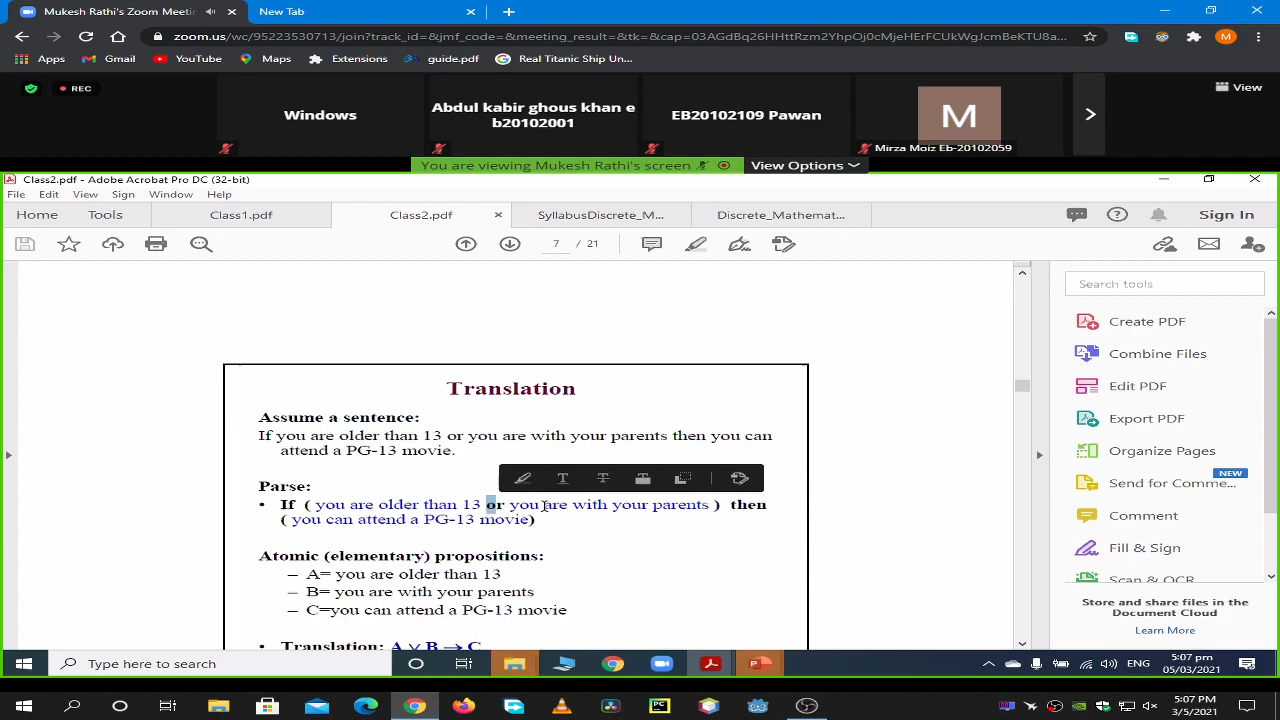 Mukesh Rathi's Zoom Meeti
New Tab
zoom.us/wc/95223530713/join?track_id=&jmf_code=&meeting_result=&tk=&cap=03AGdBq26HHttRzm2YhpOj0cMjeHErFCUkWgJcmBeKTU8a...
M
Apps
Gmail
YouTube
Maps
Extensions
guide.pdf
Real Titanic Ship Un...
REC
View
Windows
Abdul kabir ghous khan e
b20102001
EB20102109 Pawan
M
Mirza Moiz Eb-20102059
You are viewing Mukesh Rathi's screen
View Options
Class2.pdf - Adobe Acrobat Pro DC (32-bit)
File Edit View Sign Window Help
Home
Tools
Class1.pdf
Class2.pdf
SyllabusDiscrete_M...
Discrete_Mathemat...
Sign In
7 / 21
Search tools
Create PDF
Combine Files
Edit PDF
Export PDF
Organize Pages
NEW
Send for Comme...
Comment
Fill & Sign
Scan & OCR
Store and share files in the
Document Cloud
Learn More
Translation
Assume a sentence:
If you are older than 13 or you are with your parents then you can
attend a PG-13 movie.
Parse:
• If ( you are older than 13 or you are with your parents ) then
( you can attend a PG-13 movie)
Atomic (elementary) propositions:
– A= you are older than 13
– B= you are with your parents
– C=you can attend a PG-13 movie
• Translation: A ∨ B → C
Type here to search
ENG
5:07 pm
05/03/2021
5:07 PM
3/5/2021